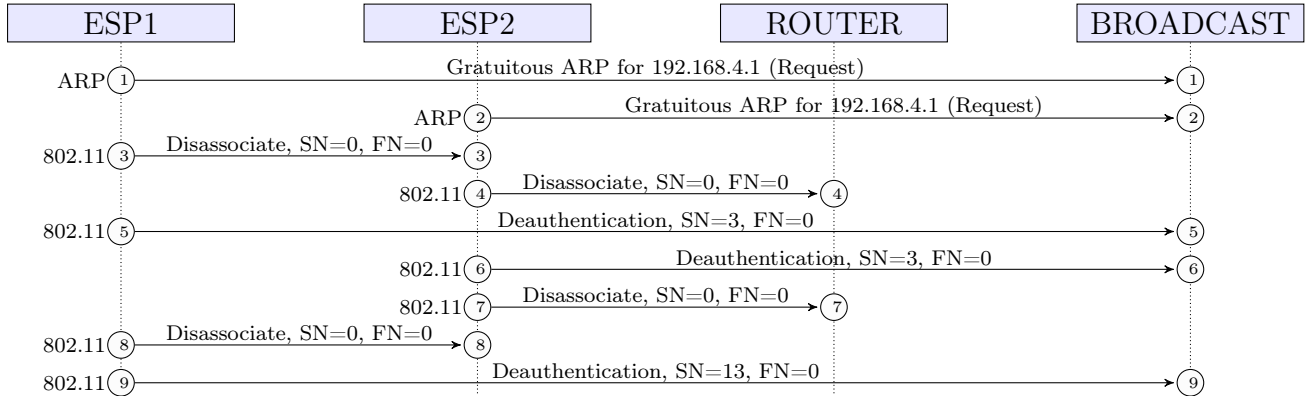 ESP1 ESP2 ROUTER BROADCAST
ARP 1 Gratuitous ARP for 192.168.4.1 (Request) 1
ARP 2 Gratuitous ARP for 192.168.4.1 (Request) 2
802.11 3 Disassociate, SN=0, FN=0 3
802.11 4 Disassociate, SN=0, FN=0 4
802.11 5 Deauthentication, SN=3, FN=0 5
802.11 6 Deauthentication, SN=3, FN=0 6
802.11 7 Disassociate, SN=0, FN=0 7
802.11 8 Disassociate, SN=0, FN=0 8
802.11 9 Deauthentication, SN=13, FN=0 9